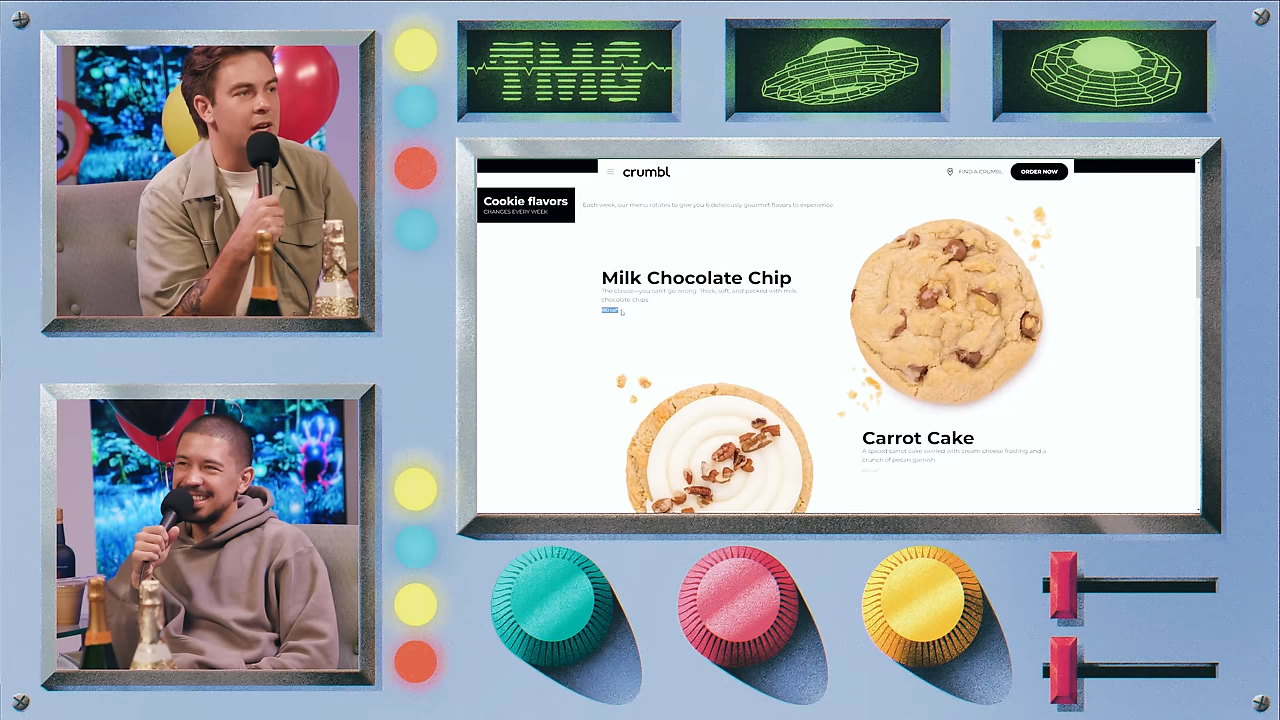 TMG
crumbl
FIND A CRUMBL
ORDER NOW
Cookie flavors
CHANGES EVERY WEEK
Each week, our menu rotates to give you 6 deliciously gourmet flavors to experience.
Milk Chocolate Chip
The classic—you can't go wrong. Thick, soft, and packed with milk
chocolate chips.
Carrot Cake
A spiced carrot cake swirled with cream cheese frosting and a
crunch of pecan garnish.